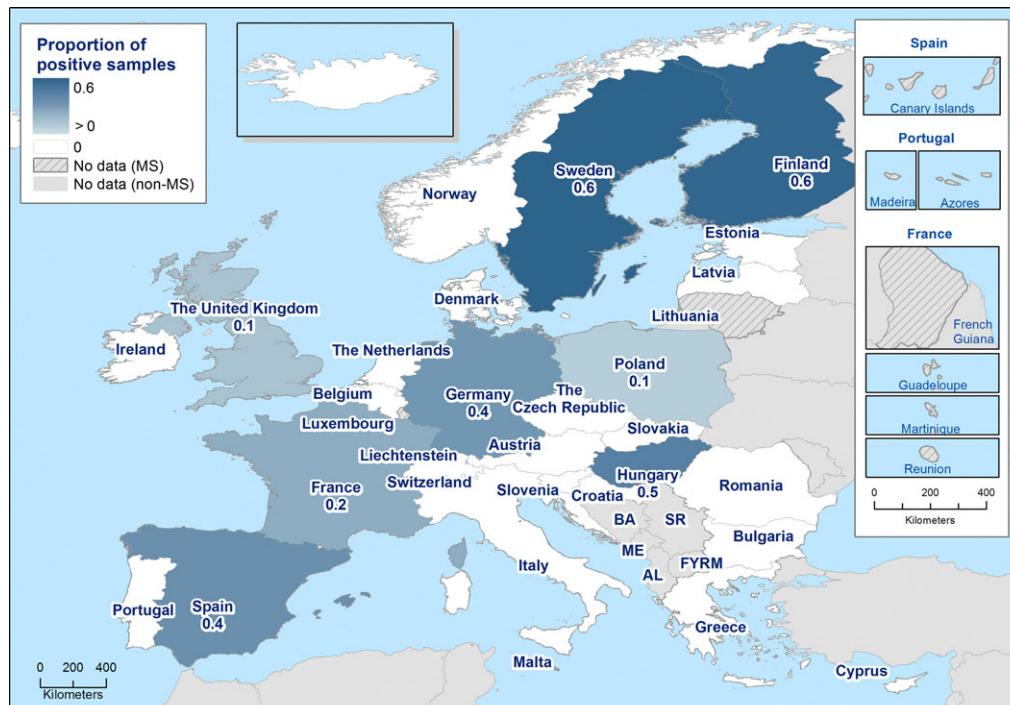 Proportion of
positive samples
0.6
> 0
0
No data (MS)
No data (non-MS)
Spain
Canary Islands
Portugal
Madeira
Azores
France
French
Guiana
Guadeloupe
Martinique
Reunion
0 200 400
Kilometers
Norway
Sweden
0.6
Finland
0.6
Estonia
Latvia
Lithuania
Denmark
The United Kingdom
0.1
Ireland
The Netherlands
Belgium
Luxembourg
Germany
0.4
Poland
0.1
The
Czech Republic
Slovakia
Austria
Liechtenstein
Switzerland
France
0.2
Slovenia
Hungary
0.5
Croatia
Romania
BA
SR
Bulgaria
ME
FYRM
AL
Italy
Portugal
Spain
0.4
Greece
Malta
Cyprus
0 200 400
Kilometers